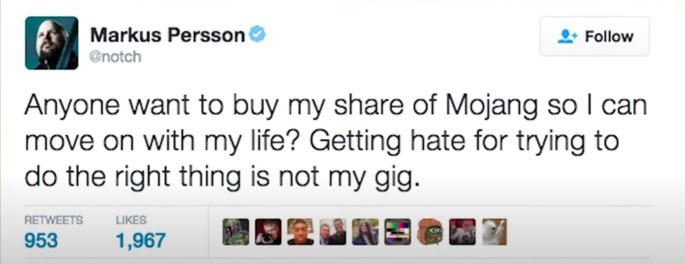 Markus Persson
@notch
Follow
Anyone want to buy my share of Mojang so I can
move on with my life? Getting hate for trying to
do the right thing is not my gig.
RETWEETS LIKES
953 1,967